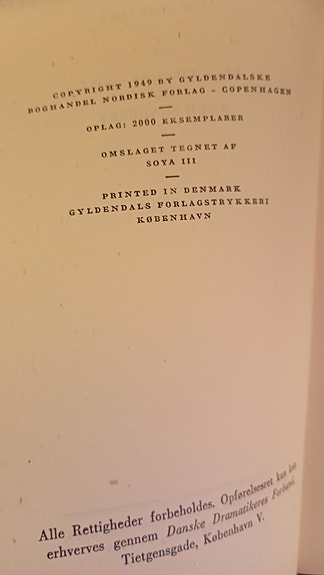 COPYRIGHT 1949 BY GYLDENDALSKE
BOGHANDEL NORDISK FORLAG - COPENHAGEN
OPLAG: 2000 EKSEMPLARER
OMSLAGET TEGNET AF
SOYA III
PRINTED IN DENMARK
GYLDENDALS FORLAGSTRYKKERI
KØBENHAVN
Alle Rettigheder forbeholdes. Opførelsesret kan kun
erhverves gennem Danske Dramatikeres Forbund,
Tietgensgade, København V.